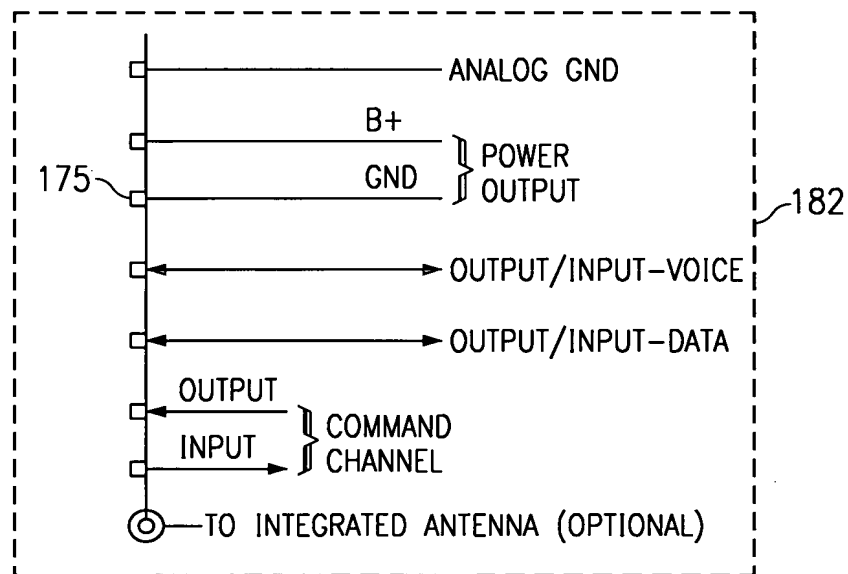 ANALOG GND
B+
POWER
175
GND
OUTPUT
182
OUTPUT/INPUT-VOICE
OUTPUT/INPUT-DATA
OUTPUT
COMMAND
INPUT
CHANNEL
TO INTEGRATED ANTENNA (OPTIONAL)